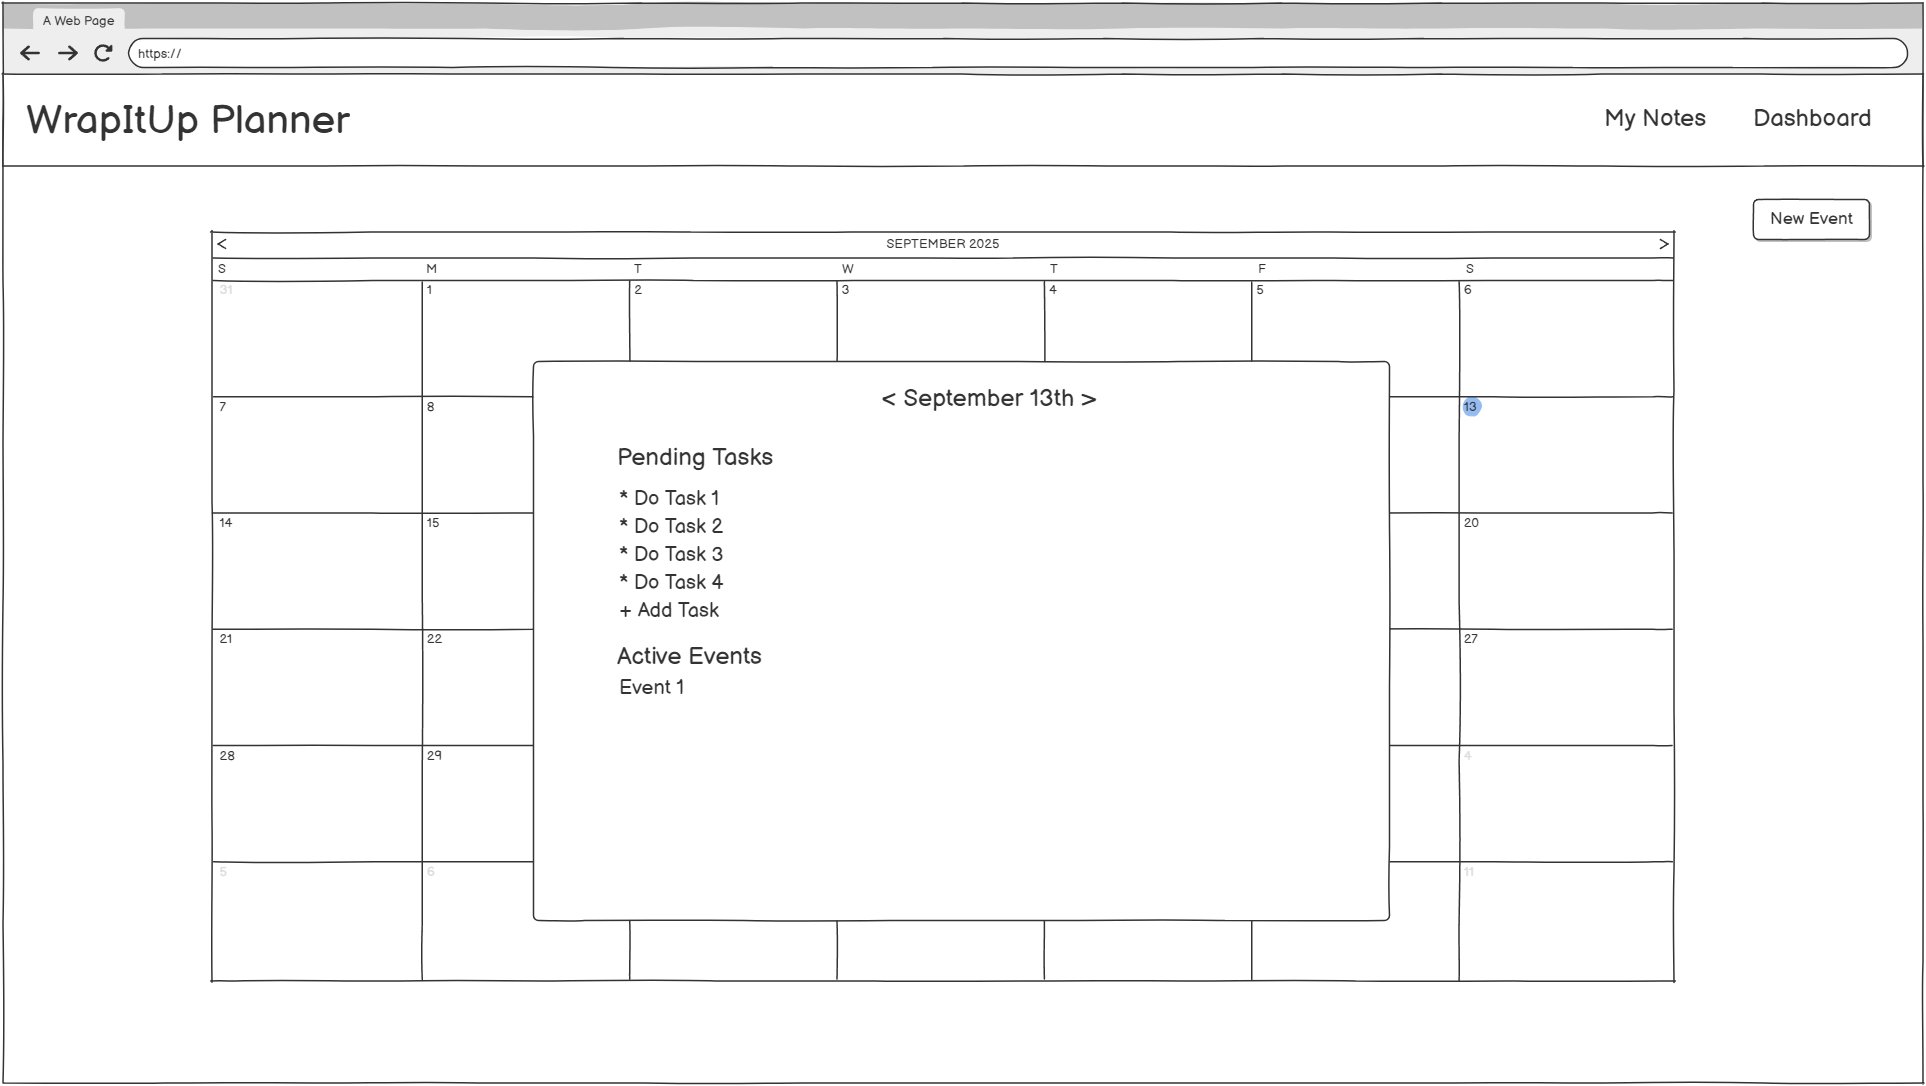 A Web Page
https://
WrapItUp Planner
My Notes
Dashboard
New Event
<
SEPTEMBER 2025
>
S M T W T F S
31 1 2 3 4 5 6
< September 13th >
7 8 13
Pending Tasks
* Do Task 1
* Do Task 2
14 15 20
* Do Task 3
* Do Task 4
+ Add Task
21 22 27
Active Events
Event 1
28 29 4
5 6 11